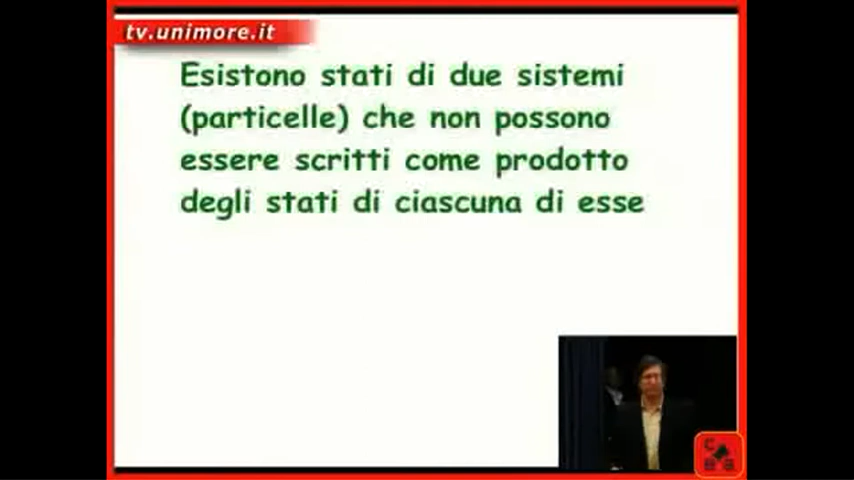 tv.unimore.it
Esistono stati di due sistemi
(particelle) che non possono
essere scritti come prodotto
degli stati di ciascuna di esse